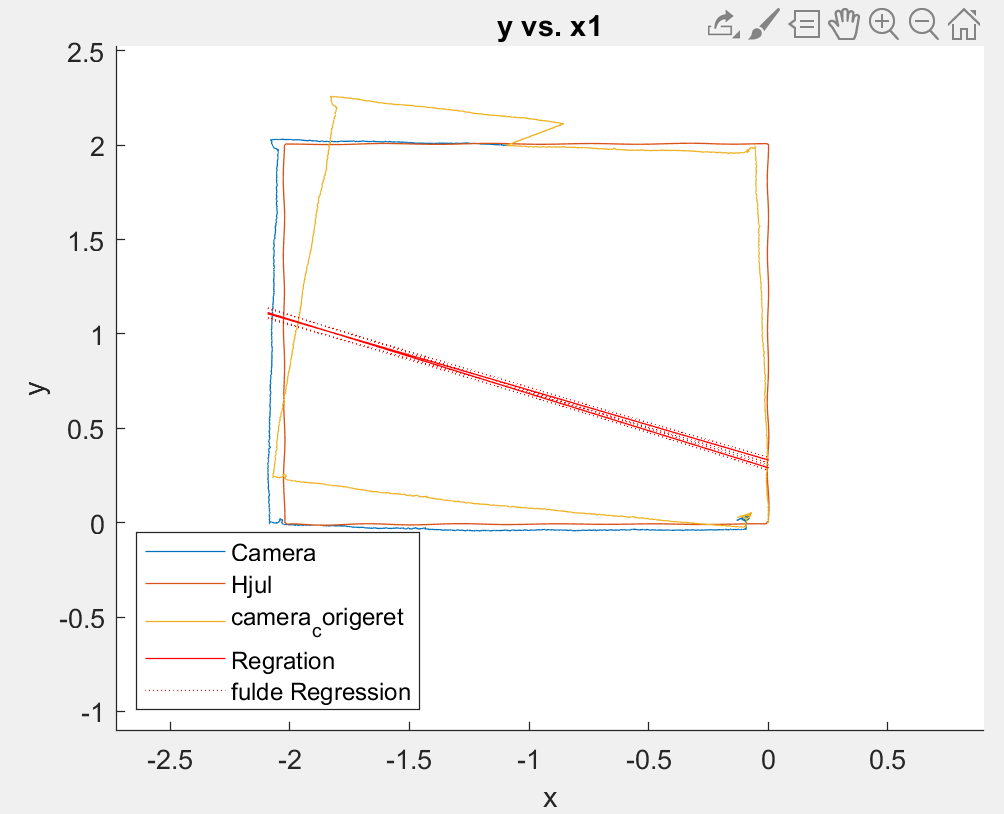 y vs. x1
2.5
2
1.5
1
0.5
0
-0.5
-1
y
Camera
Hjul
camera_corigeret
Regration
fulde Regression
-2.5 -2 -1.5 -1 -0.5 0 0.5
x